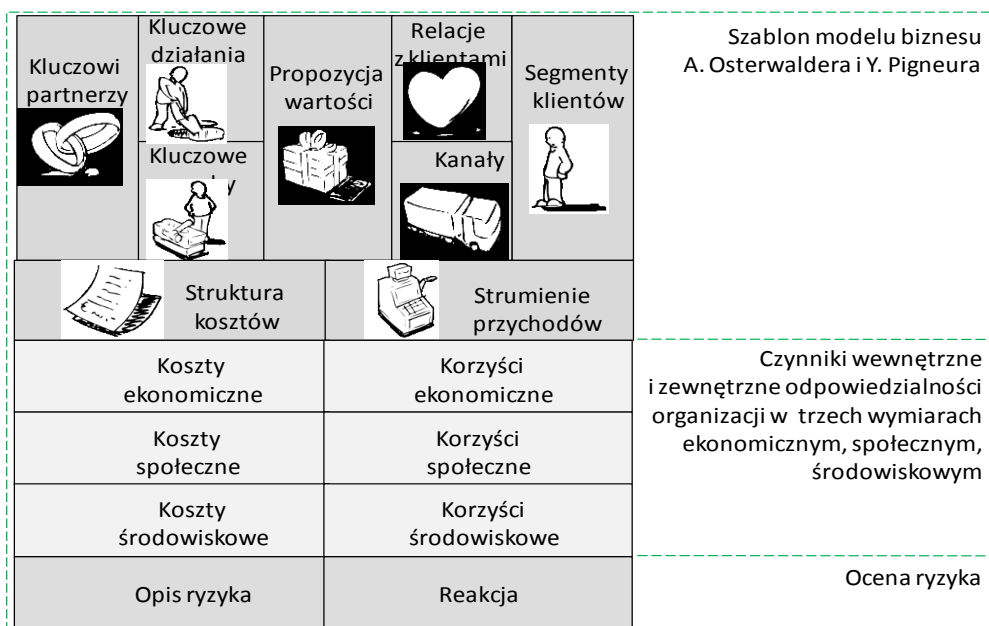 Kluczowi
partnerzy
Kluczowe
działania
Kluczowe
Propozycja
wartości
Relacje
z klientami
Kanały
Segmenty
klientów
Szablon modelu biznesu
A. Osterwaldera i Y. Pigneura
Struktura
kosztów
Strumienie
przychodów
Koszty
ekonomiczne
Korzyści
ekonomiczne
Koszty
społeczne
Korzyści
społeczne
Koszty
środowiskowe
Korzyści
środowiskowe
Czynniki wewnętrzne
i zewnętrzne odpowiedzialności
organizacji w trzech wymiarach
ekonomicznym, społecznym,
środowiskowym
Opis ryzyka
Reakcja
Ocena ryzyka